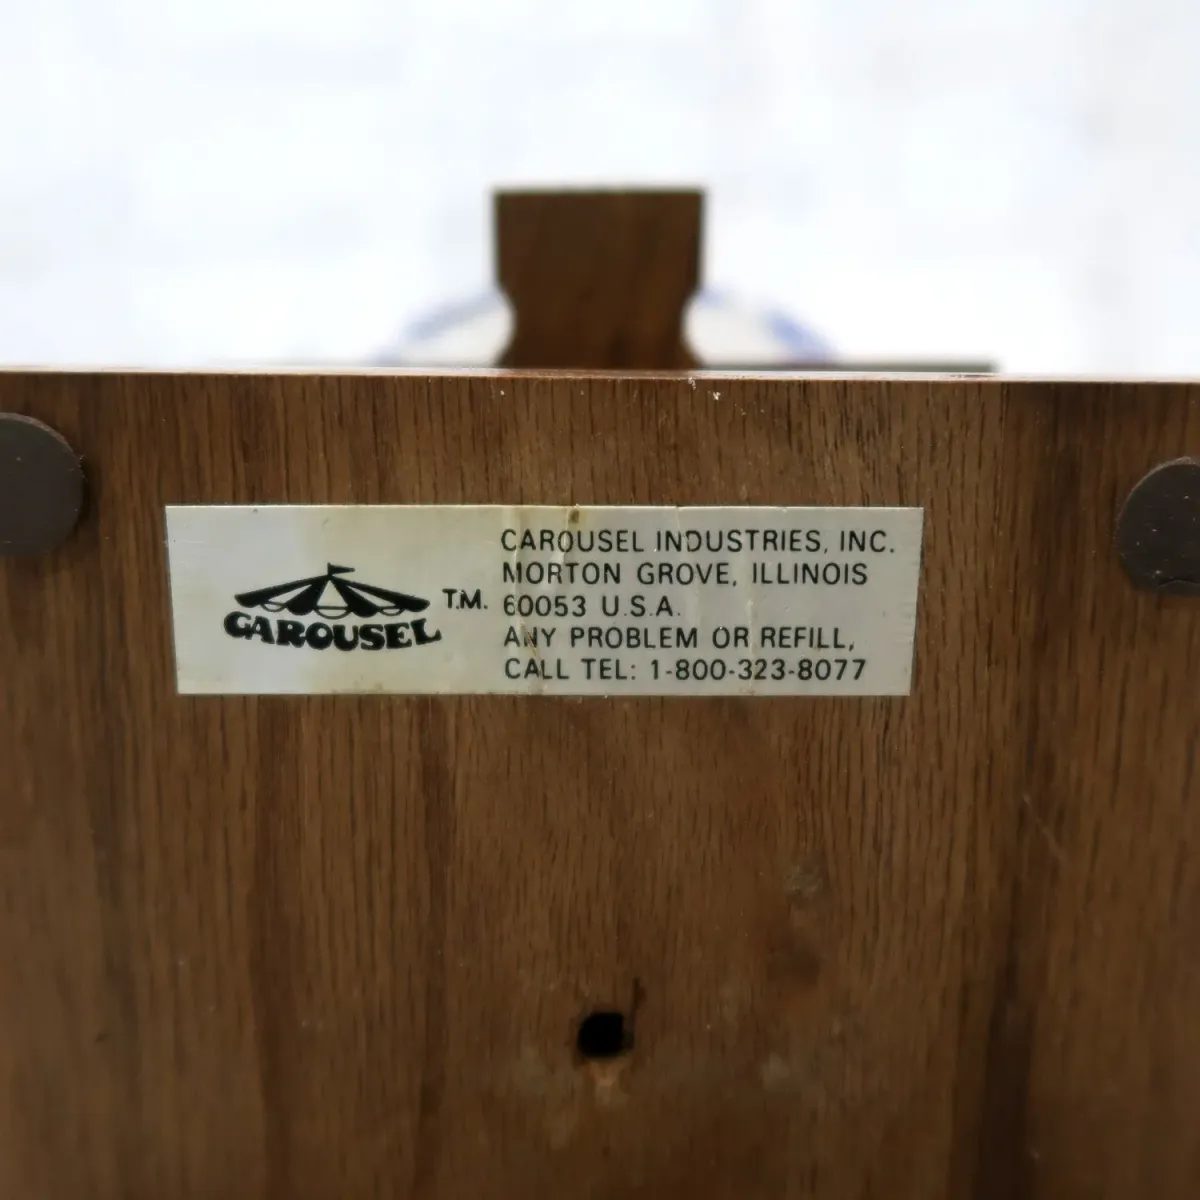 CAROUSEL T.M.
CAROUSEL INDUSTRIES, INC.
MORTON GROVE, ILLINOIS
60053 U.S.A.
ANY PROBLEM OR REFILL,
CALL TEL: 1-800-323-8077